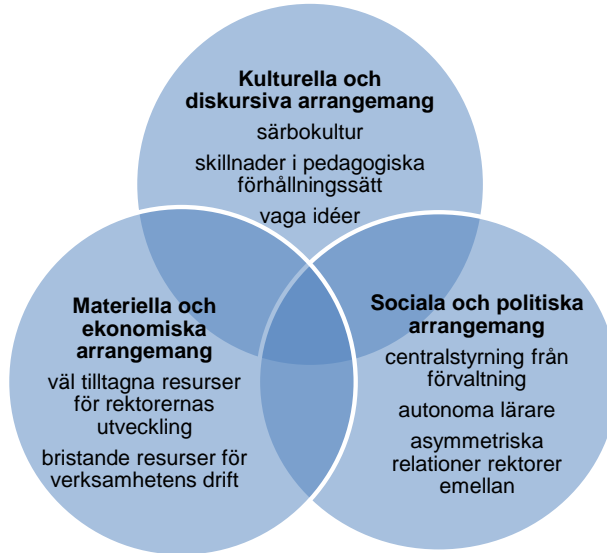 Kulturella och
diskursiva arrangemang
särbokultur
skillnader i pedagogiska
förhållningssätt
vaga idéer
Materiella och
ekonomiska
arrangemang
väl tilltagna resurser
för rektorernas
utveckling
bristande resurser för
verksamhetens drift
Sociala och politiska
arrangemang
centralstyrning från
förvaltning
autonoma lärare
asymmetriska
relationer rektorer
emellan